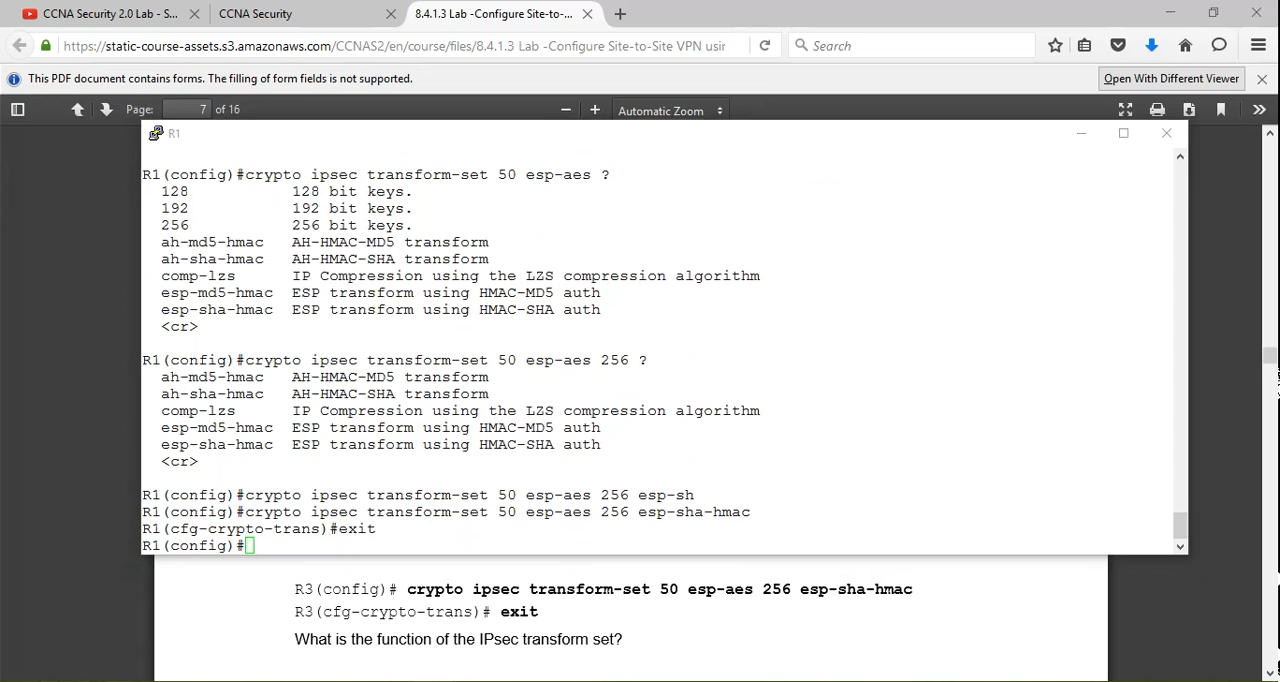 CCNA Security 2.0 Lab - S...
CCNA Security
8.4.1.3 Lab -Configure Site-to-...
https://static-course-assets.s3.amazonaws.com/CCNAS2/en/course/files/8.4.1.3 Lab -Configure Site-to-Site VPN usir
Search
This PDF document contains forms. The filling of form fields is not supported.
Open With Different Viewer
Page: 7 of 16
Automatic Zoom
R1
R1(config)#crypto ipsec transform-set 50 esp-aes ?
128 128 bit keys.
192 192 bit keys.
256 256 bit keys.
ah-md5-hmac AH-HMAC-MD5 transform
ah-sha-hmac AH-HMAC-SHA transform
comp-lzs IP Compression using the LZS compression algorithm
esp-md5-hmac ESP transform using HMAC-MD5 auth
esp-sha-hmac ESP transform using HMAC-SHA auth
<cr>
R1(config)#crypto ipsec transform-set 50 esp-aes 256 ?
ah-md5-hmac AH-HMAC-MD5 transform
ah-sha-hmac AH-HMAC-SHA transform
comp-lzs IP Compression using the LZS compression algorithm
esp-md5-hmac ESP transform using HMAC-MD5 auth
esp-sha-hmac ESP transform using HMAC-SHA auth
<cr>
R1(config)#crypto ipsec transform-set 50 esp-aes 256 esp-sh
R1(config)#crypto ipsec transform-set 50 esp-aes 256 esp-sha-hmac
R1(cfg-crypto-trans)#exit
R1(config)#
R3(config)# crypto ipsec transform-set 50 esp-aes 256 esp-sha-hmac
R3(cfg-crypto-trans)# exit
What is the function of the IPsec transform set?